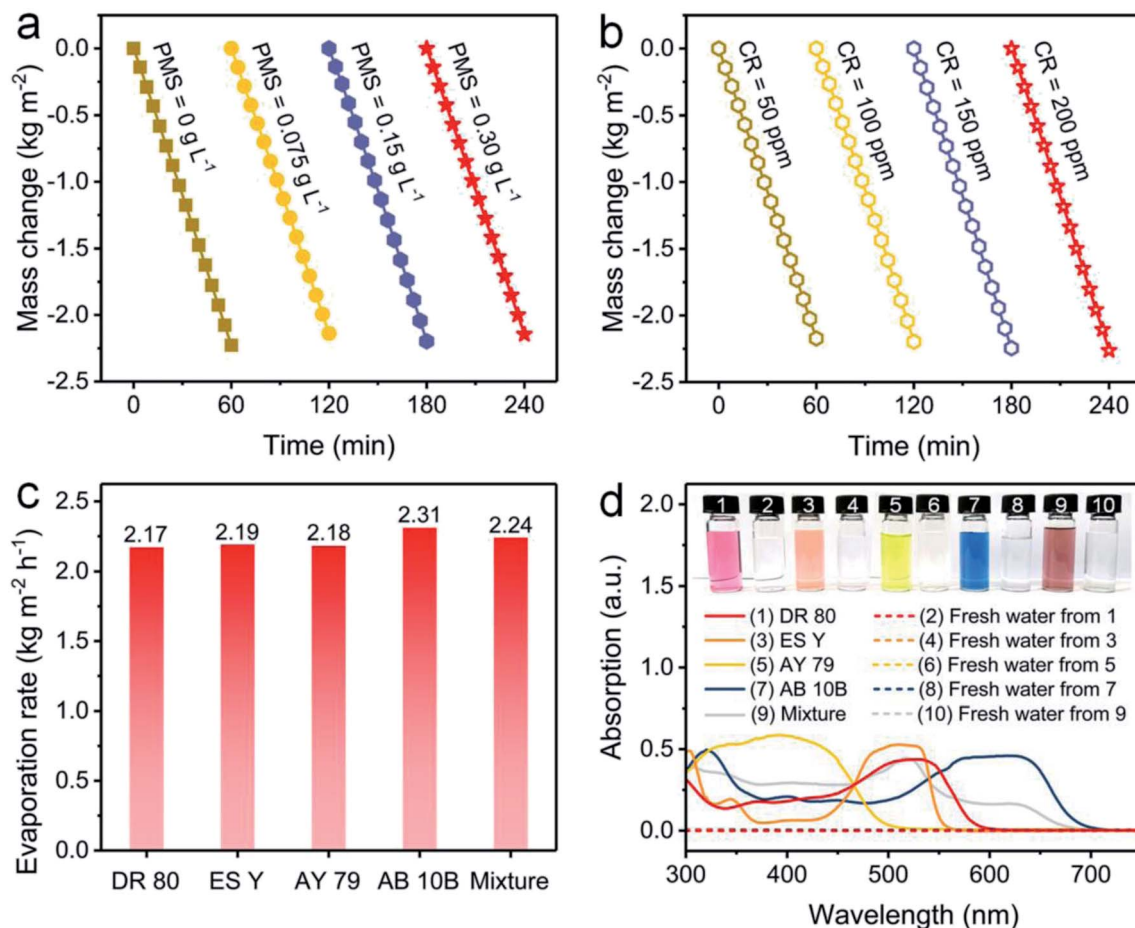 a
Mass change (kg m⁻²)
0.0
-0.5
-1.0
-1.5
-2.0
-2.5
PMS = 0 g L⁻¹
PMS = 0.075 g L⁻¹
PMS = 0.15 g L⁻¹
PMS = 0.30 g L⁻¹
0 60 120 180 240
Time (min)
b
Mass change (kg m⁻²)
0.0
-0.5
-1.0
-1.5
-2.0
-2.5
CR = 50 ppm
CR = 100 ppm
CR = 150 ppm
CR = 200 ppm
0 60 120 180 240
Time (min)
c
Evaporation rate (kg m⁻² h⁻¹)
2.5
2.0
1.5
1.0
0.5
0.0
2.17 2.19 2.18 2.31 2.24
DR 80 ES Y AY 79 AB 10B Mixture
d
Absorption (a.u.)
2.0
1.5
1.0
0.5
0.0
1 2 3 4 5 6 7 8 9 10
(1) DR 80 (2) Fresh water from 1
(3) ES Y (4) Fresh water from 3
(5) AY 79 (6) Fresh water from 5
(7) AB 10B (8) Fresh water from 7
(9) Mixture (10) Fresh water from 9
300 400 500 600 700
Wavelength (nm)